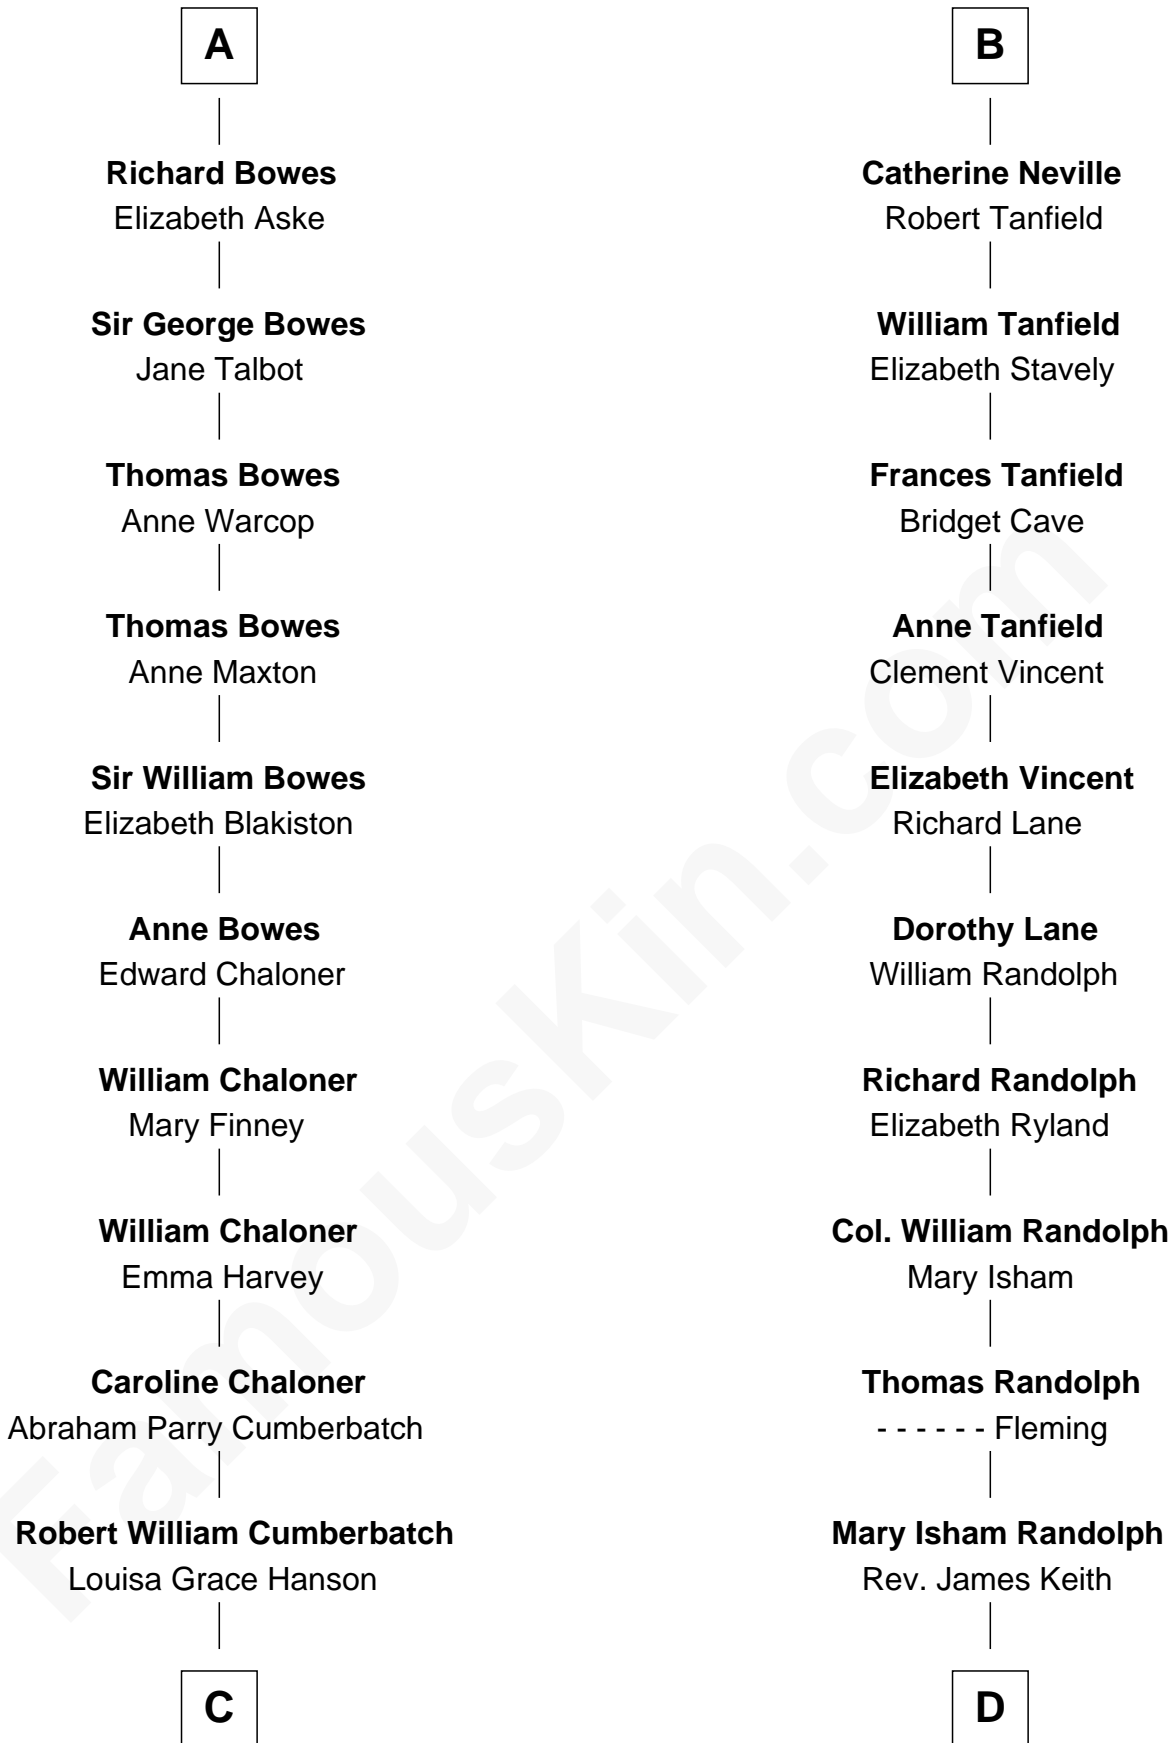 A
Richard Bowes
Elizabeth Aske
Sir George Bowes
Jane Talbot
Thomas Bowes
Anne Warcop
Thomas Bowes
Anne Maxton
Sir William Bowes
Elizabeth Blakiston
Anne Bowes
Edward Chaloner
William Chaloner
Mary Finney
William Chaloner
Emma Harvey
Caroline Chaloner
Abraham Parry Cumberbatch
Robert William Cumberbatch
Louisa Grace Hanson
C
B
Catherine Neville
Robert Tanfield
William Tanfield
Elizabeth Stavely
Frances Tanfield
Bridget Cave
Anne Tanfield
Clement Vincent
Elizabeth Vincent
Richard Lane
Dorothy Lane
William Randolph
Richard Randolph
Elizabeth Ryland
Col. William Randolph
Mary Isham
Thomas Randolph
- - - - - - Fleming
Mary Isham Randolph
Rev. James Keith
D
FamousKin.com